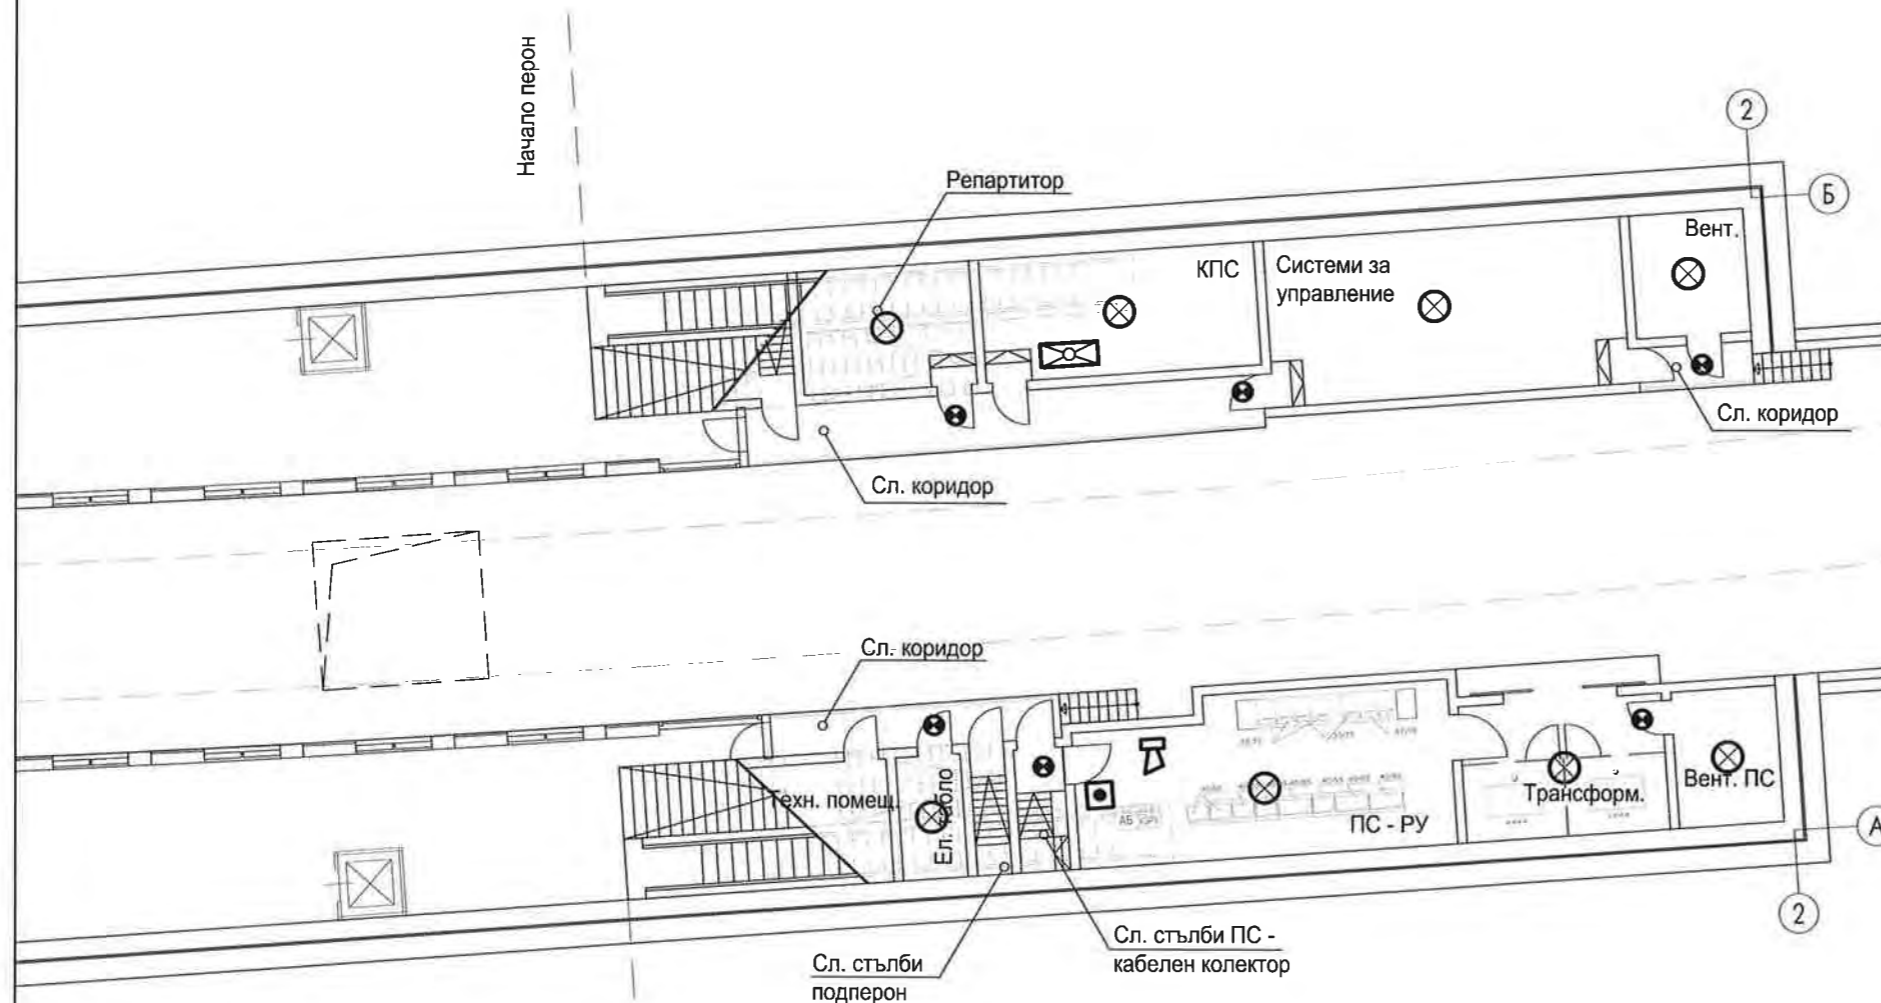 Начало перон
2
Б
Репартитор
Вент.
КПС
Системи за
управление
Сл. коридор
Сл. коридор
Сл. коридор
Техн. помещ.
Ел. табло
АБ
ПС - РУ
Трансформ.
Вент. ПС
А
2
Сл. стълби ПС -
кабелен колектор
Сл. стълби
подперон